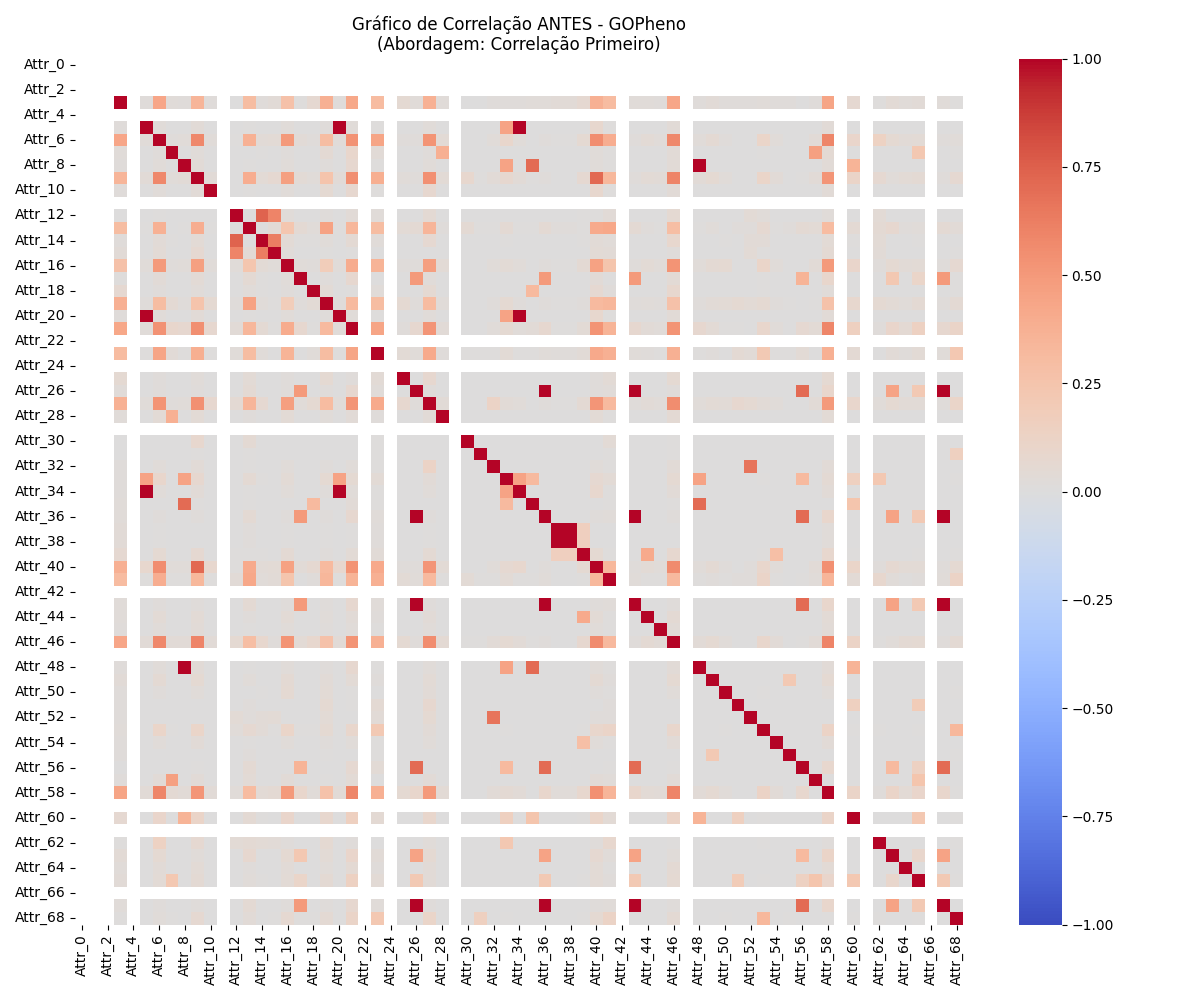 Gráfico de Correlação ANTES - GOPheno
(Abordagem: Correlação Primeiro)
Attr_0
Attr_2
Attr_4
Attr_6
Attr_8
Attr_10
Attr_12
Attr_14
Attr_16
Attr_18
Attr_20
Attr_22
Attr_24
Attr_26
Attr_28
Attr_30
Attr_32
Attr_34
Attr_36
Attr_38
Attr_40
Attr_42
Attr_44
Attr_46
Attr_48
Attr_50
Attr_52
Attr_54
Attr_56
Attr_58
Attr_60
Attr_62
Attr_64
Attr_66
Attr_68
Attr_0
Attr_2
Attr_4
Attr_6
Attr_8
Attr_10
Attr_12
Attr_14
Attr_16
Attr_18
Attr_20
Attr_22
Attr_24
Attr_26
Attr_28
Attr_30
Attr_32
Attr_34
Attr_36
Attr_38
Attr_40
Attr_42
Attr_44
Attr_46
Attr_48
Attr_50
Attr_52
Attr_54
Attr_56
Attr_58
Attr_60
Attr_62
Attr_64
Attr_66
Attr_68
1.00
0.75
0.50
0.25
0.00
−0.25
−0.50
−0.75
−1.00